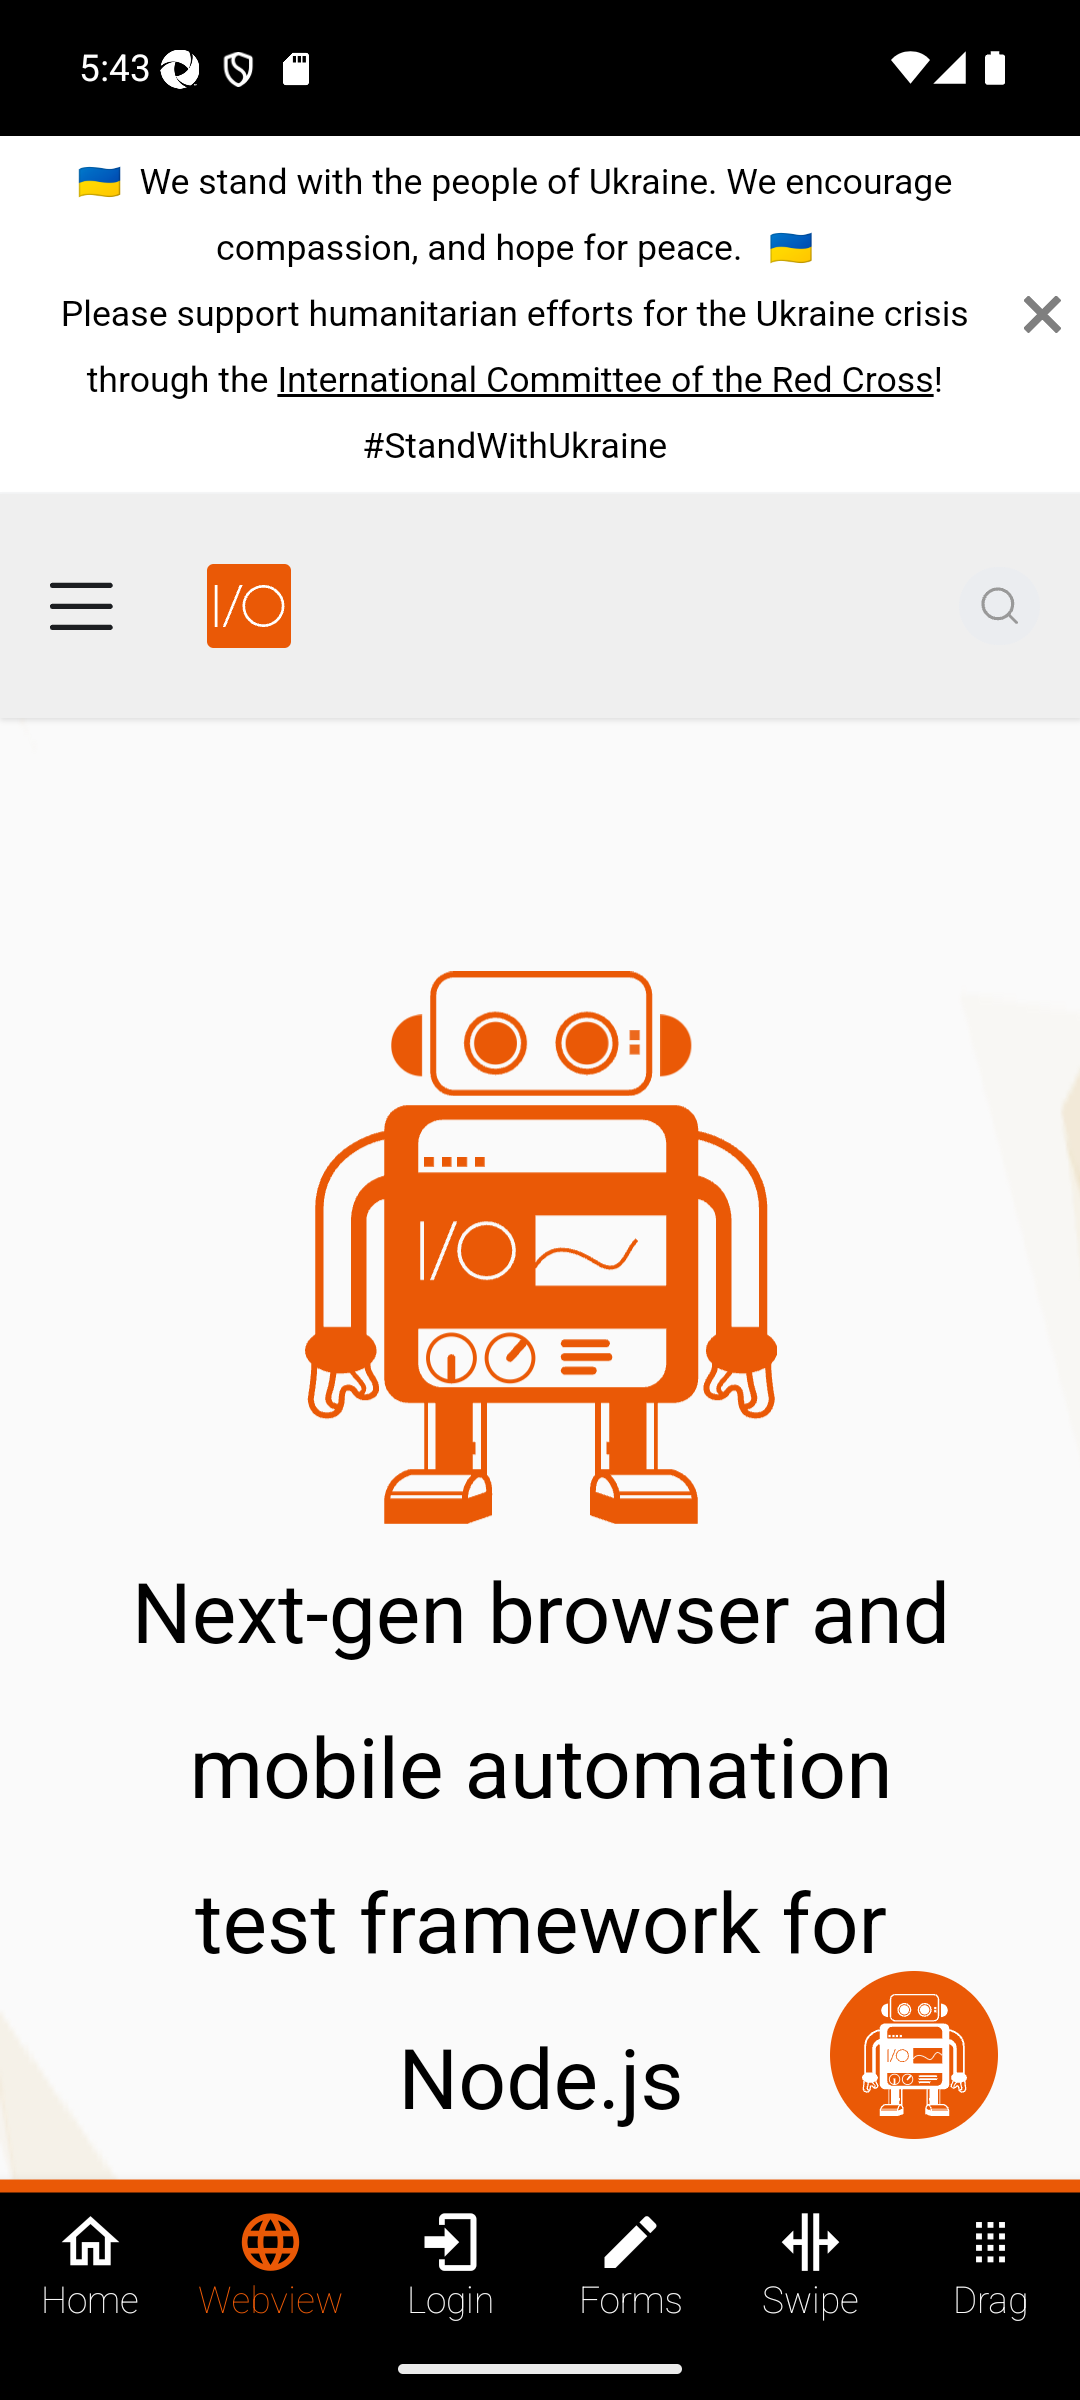 5:43
🇺🇦 We stand with the people of Ukraine. We encourage
compassion, and hope for peace. 🇺🇦
Please support humanitarian efforts for the Ukraine crisis
through the International Committee of the Red Cross!
#StandWithUkraine
I/O
I/O
Next-gen browser and
mobile automation
test framework for
Node.js
I/O
Home Webview Login Forms Swipe Drag